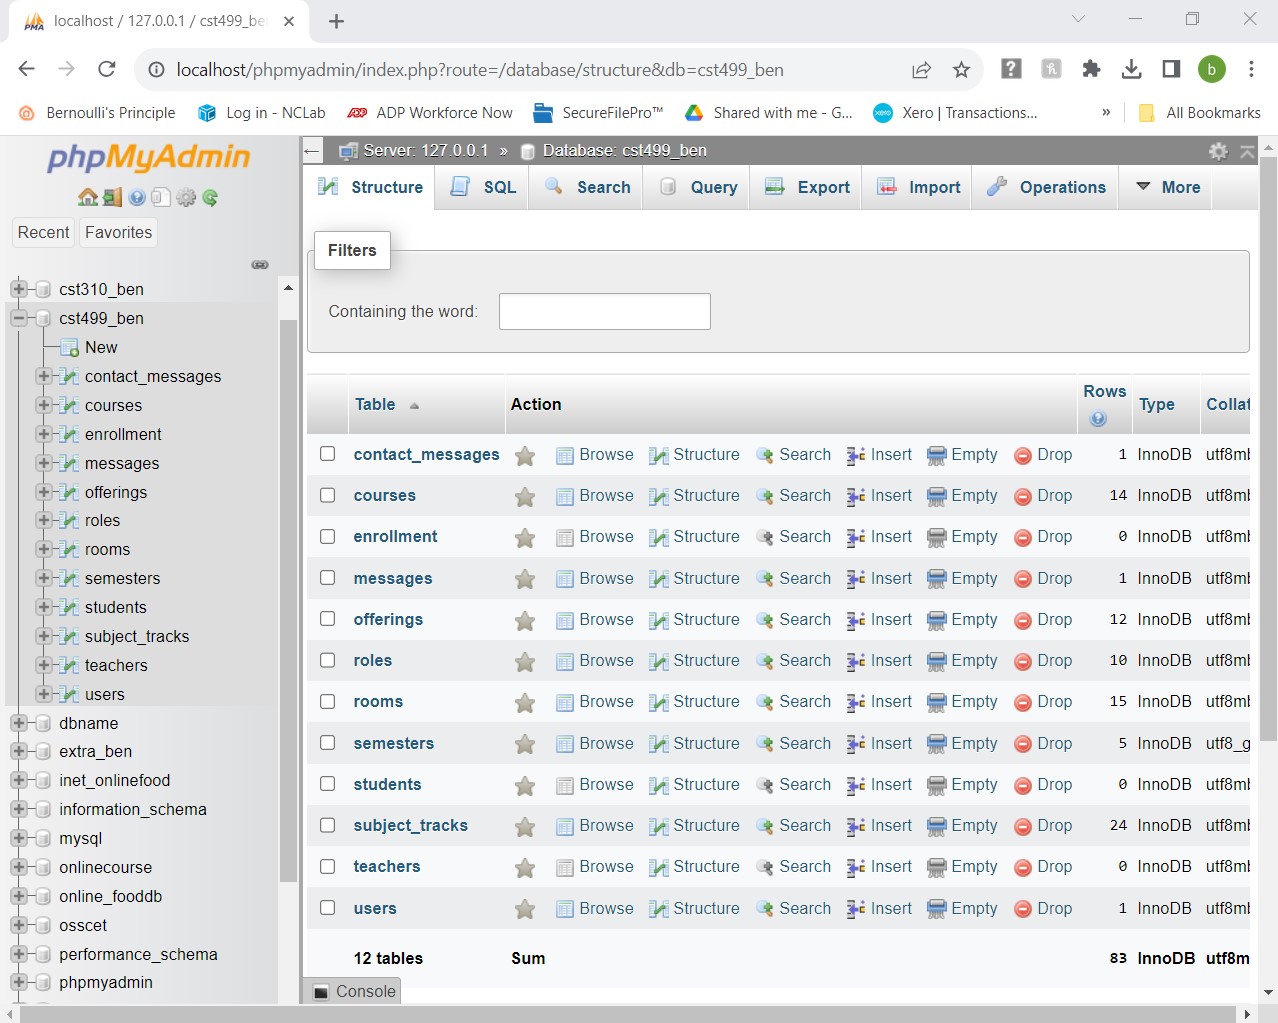 localhost / 127.0.0.1 / cst499_be
localhost/phpmyadmin/index.php?route=/database/structure&db=cst499_ben
b
Bernoulli's Principle
Log in - NCLab
ADP Workforce Now
SecureFilePro™
Shared with me - G...
Xero | Transactions...
»
All Bookmarks
phpMyAdmin
Recent
Favorites
cst310_ben
cst499_ben
New
contact_messages
courses
enrollment
messages
offerings
roles
rooms
semesters
students
subject_tracks
teachers
users
dbname
extra_ben
inet_onlinefood
information_schema
mysql
onlinecourse
online_fooddb
osscet
performance_schema
phpmyadmin
Server: 127.0.0.1 » Database: cst499_ben
Structure SQL Search Query Export Import Operations More
Filters
Containing the word:
Table Action Rows Type Collat
contact_messages Browse Structure Search Insert Empty Drop 1 InnoDB utf8mb
courses Browse Structure Search Insert Empty Drop 14 InnoDB utf8mb
enrollment Browse Structure Search Insert Empty Drop 0 InnoDB utf8mb
messages Browse Structure Search Insert Empty Drop 1 InnoDB utf8mb
offerings Browse Structure Search Insert Empty Drop 12 InnoDB utf8mb
roles Browse Structure Search Insert Empty Drop 10 InnoDB utf8mb
rooms Browse Structure Search Insert Empty Drop 15 InnoDB utf8mb
semesters Browse Structure Search Insert Empty Drop 5 InnoDB utf8_g
students Browse Structure Search Insert Empty Drop 0 InnoDB utf8mb
subject_tracks Browse Structure Search Insert Empty Drop 24 InnoDB utf8mb
teachers Browse Structure Search Insert Empty Drop 0 InnoDB utf8mb
users Browse Structure Search Insert Empty Drop 1 InnoDB utf8mb
12 tables Sum 83 InnoDB utf8m
Console